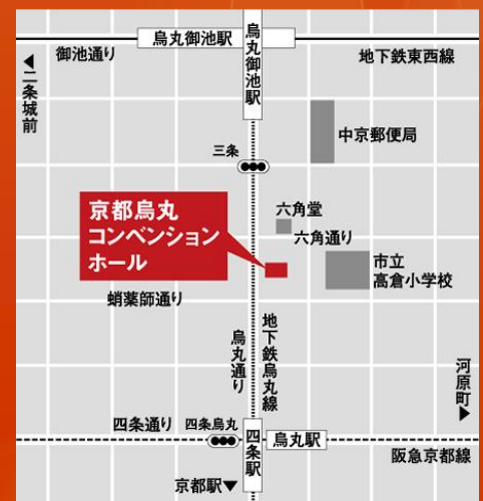 烏丸御池駅
烏丸御池駅
御池通り
地下鉄東西線
◀二条城前
中京郵便局
三条
京都烏丸
コンベンション
ホール
六角堂
六角通り
市立
高倉小学校
蛸薬師通り
烏丸通り
地下鉄烏丸線
河原町▶
四条通り
四条烏丸
四条駅
烏丸駅
阪急京都線
京都駅▼